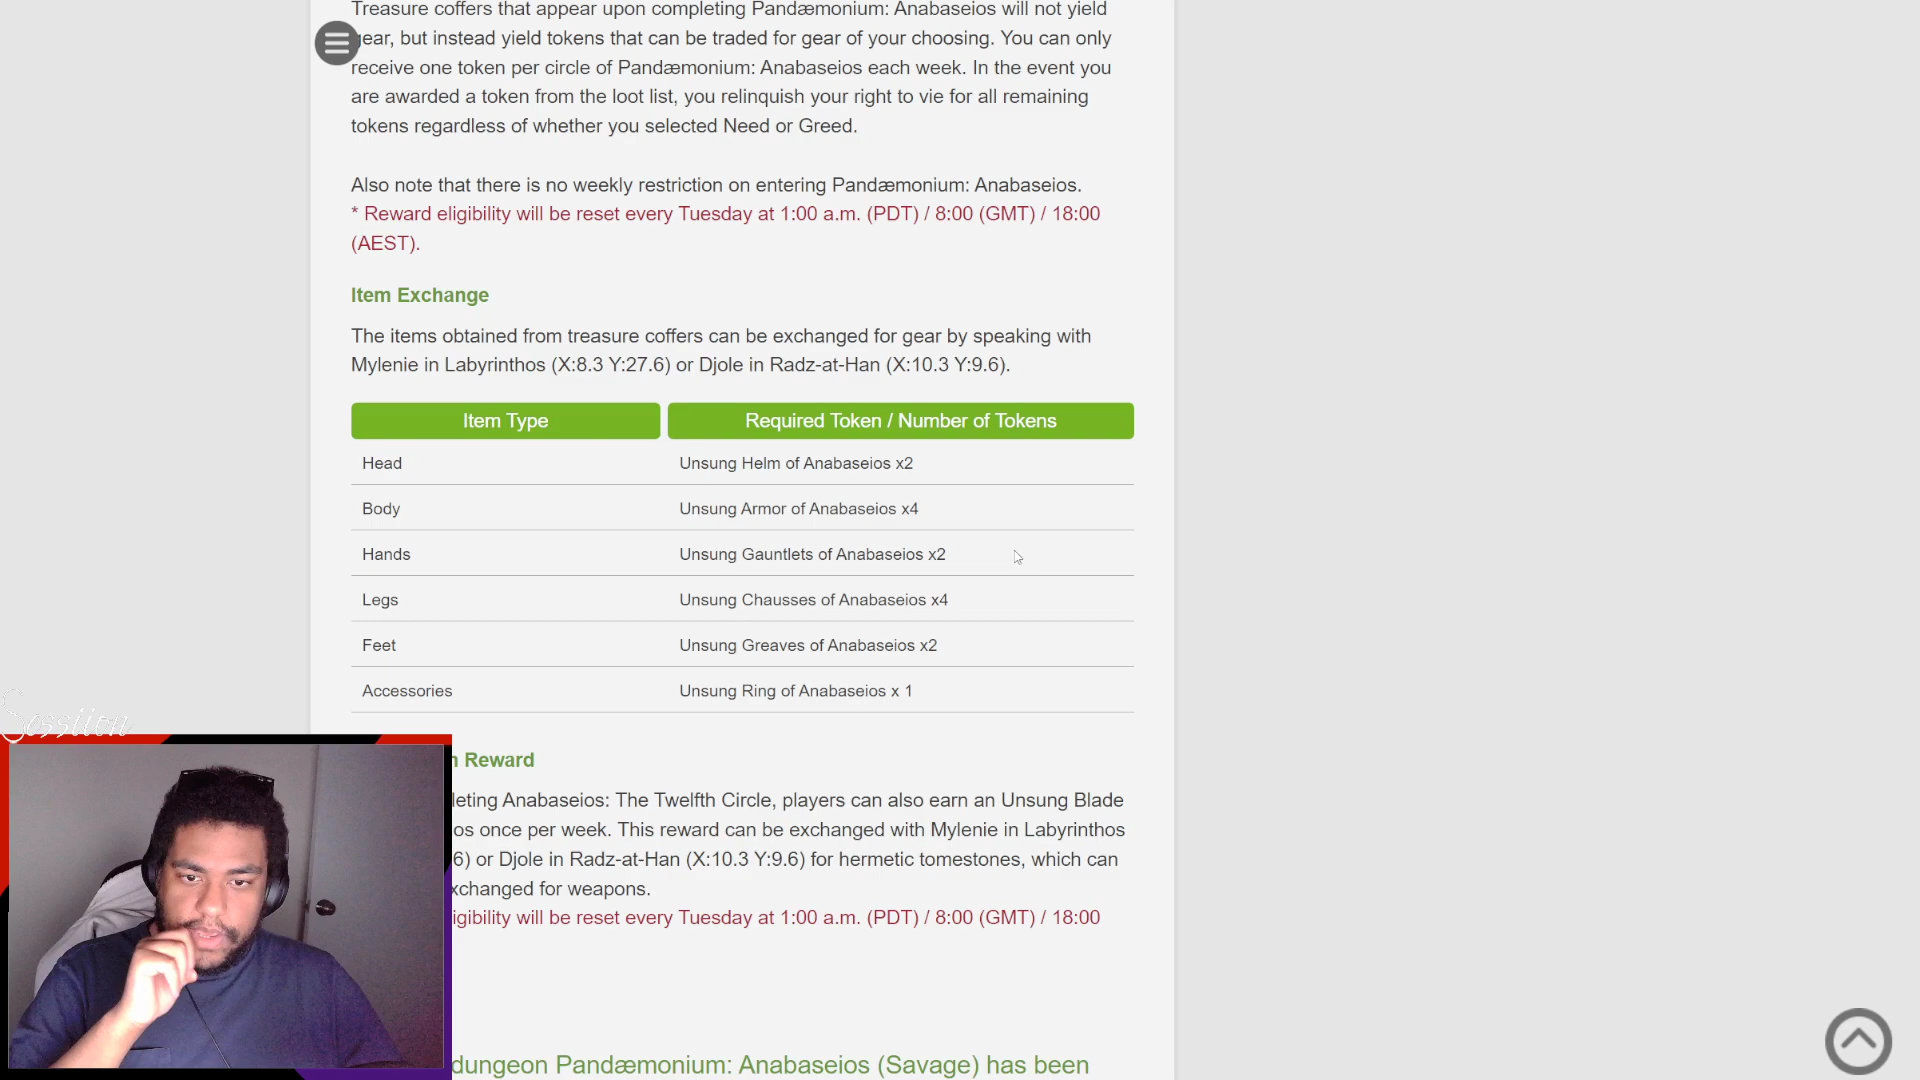 Treasure coffers that appear upon completing Pandæmonium: Anabaseios will not yield
gear, but instead yield tokens that can be traded for gear of your choosing. You can only
receive one token per circle of Pandæmonium: Anabaseios each week. In the event you
are awarded a token from the loot list, you relinquish your right to vie for all remaining
tokens regardless of whether you selected Need or Greed.
Also note that there is no weekly restriction on entering Pandæmonium: Anabaseios.
* Reward eligibility will be reset every Tuesday at 1:00 a.m. (PDT) / 8:00 (GMT) / 18:00
(AEST).
Item Exchange
The items obtained from treasure coffers can be exchanged for gear by speaking with
Mylenie in Labyrinthos (X:8.3 Y:27.6) or Djole in Radz-at-Han (X:10.3 Y:9.6).
Item Type Required Token / Number of Tokens
Head Unsung Helm of Anabaseios x2
Body Unsung Armor of Anabaseios x4
Hands Unsung Gauntlets of Anabaseios x2
Legs Unsung Chausses of Anabaseios x4
Feet Unsung Greaves of Anabaseios x2
Accessories Unsung Ring of Anabaseios x 1
Sessiion
n Reward
leting Anabaseios: The Twelfth Circle, players can also earn an Unsung Blade
os once per week. This reward can be exchanged with Mylenie in Labyrinthos
6) or Djole in Radz-at-Han (X:10.3 Y:9.6) for hermetic tomestones, which can
xchanged for weapons.
igibility will be reset every Tuesday at 1:00 a.m. (PDT) / 8:00 (GMT) / 18:00
dungeon Pandæmonium: Anabaseios (Savage) has been